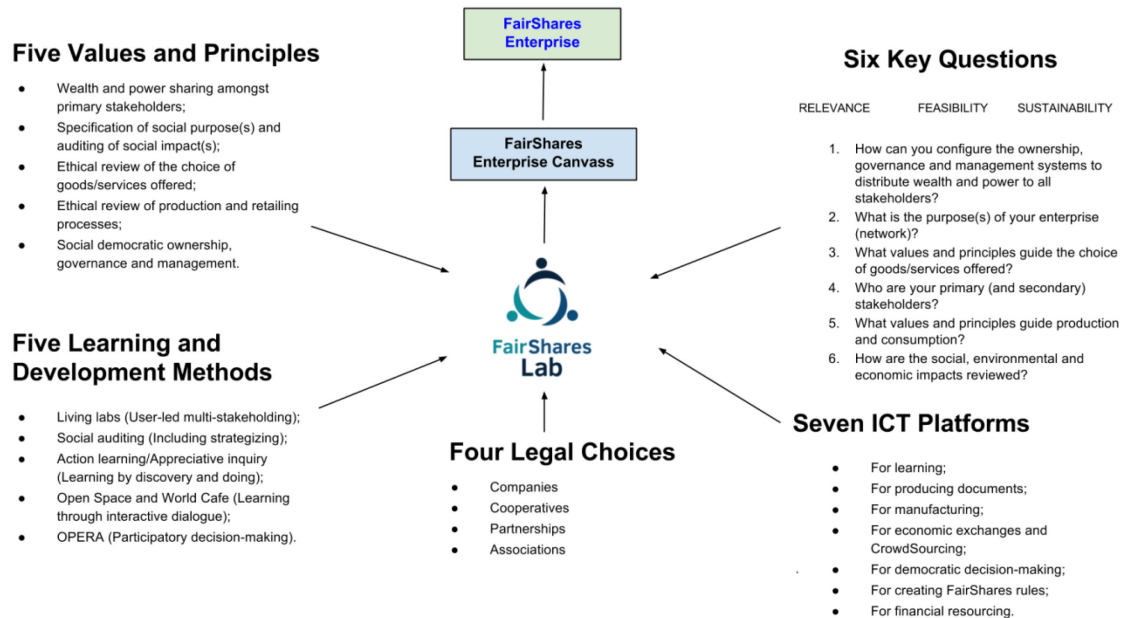 FairShares
Enterprise
FairShares
Enterprise Canvass
Five Values and Principles
● Wealth and power sharing amongst
primary stakeholders;
● Specification of social purpose(s) and
auditing of social impact(s);
● Ethical review of the choice of
goods/services offered;
● Ethical review of production and retailing
processes;
● Social democratic ownership,
governance and management.
Six Key Questions
RELEVANCE FEASIBILITY SUSTAINABILITY
1. How can you configure the ownership,
governance and management systems to
distribute wealth and power to all
stakeholders?
2. What is the purpose(s) of your enterprise
(network)?
3. What values and principles guide the choice
of goods/services offered?
4. Who are your primary (and secondary)
stakeholders?
5. What values and principles guide production
and consumption?
6. How are the social, environmental and
economic impacts reviewed?
FairShares
Lab
Five Learning and
Development Methods
● Living labs (User-led multi-stakeholding);
● Social auditing (Including strategizing);
● Action learning/Appreciative inquiry
(Learning by discovery and doing);
● Open Space and World Cafe (Learning
through interactive dialogue);
● OPERA (Participatory decision-making).
Four Legal Choices
● Companies
● Cooperatives
● Partnerships
● Associations
Seven ICT Platforms
● For learning;
● For producing documents;
● For manufacturing;
● For economic exchanges and
CrowdSourcing;
● For democratic decision-making;
● For creating FairShares rules;
● For financial resourcing.